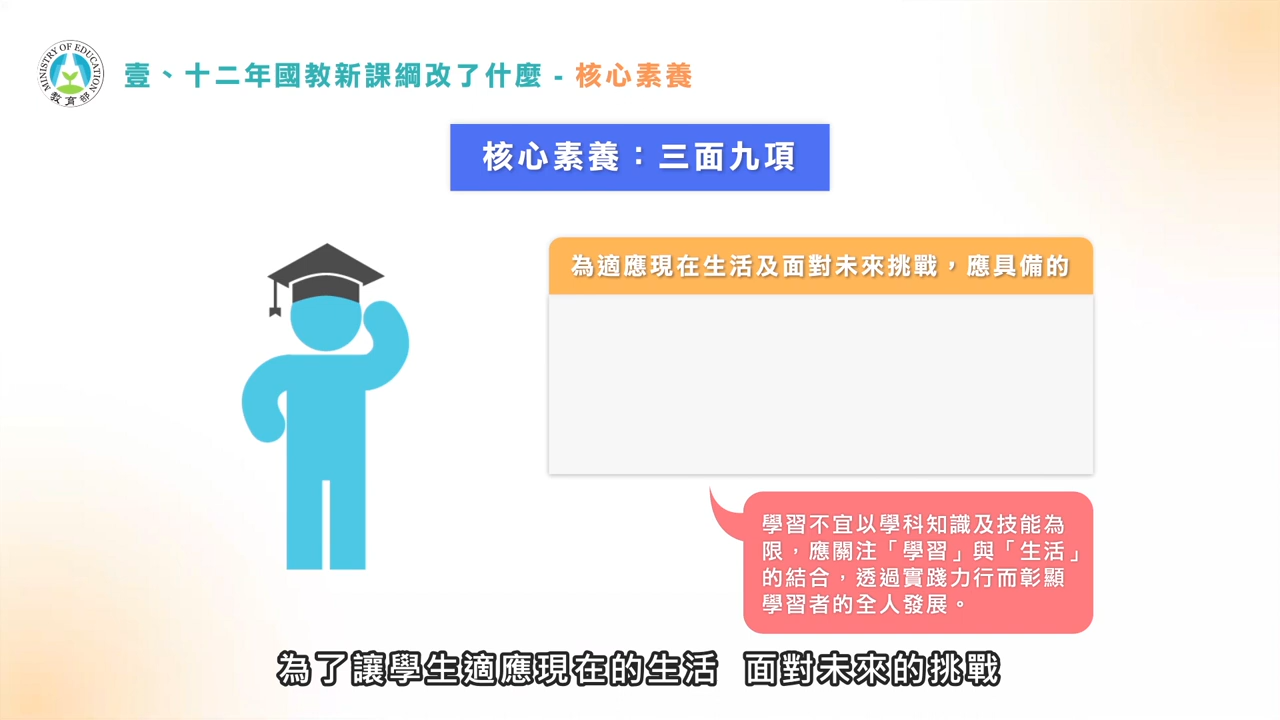 MINISTRY OF EDUCATION
教育部
壹、十二年國教新課綱改了什麼 - 核心素養
核心素養：三面九項
為適應現在生活及面對未來挑戰，應具備的
學習不宜以學科知識及技能為
限，應關注「學習」與「生活」
的結合，透過實踐力行而彰顯
學習者的全人發展。
為了讓學生適應現在的生活 面對未來的挑戰